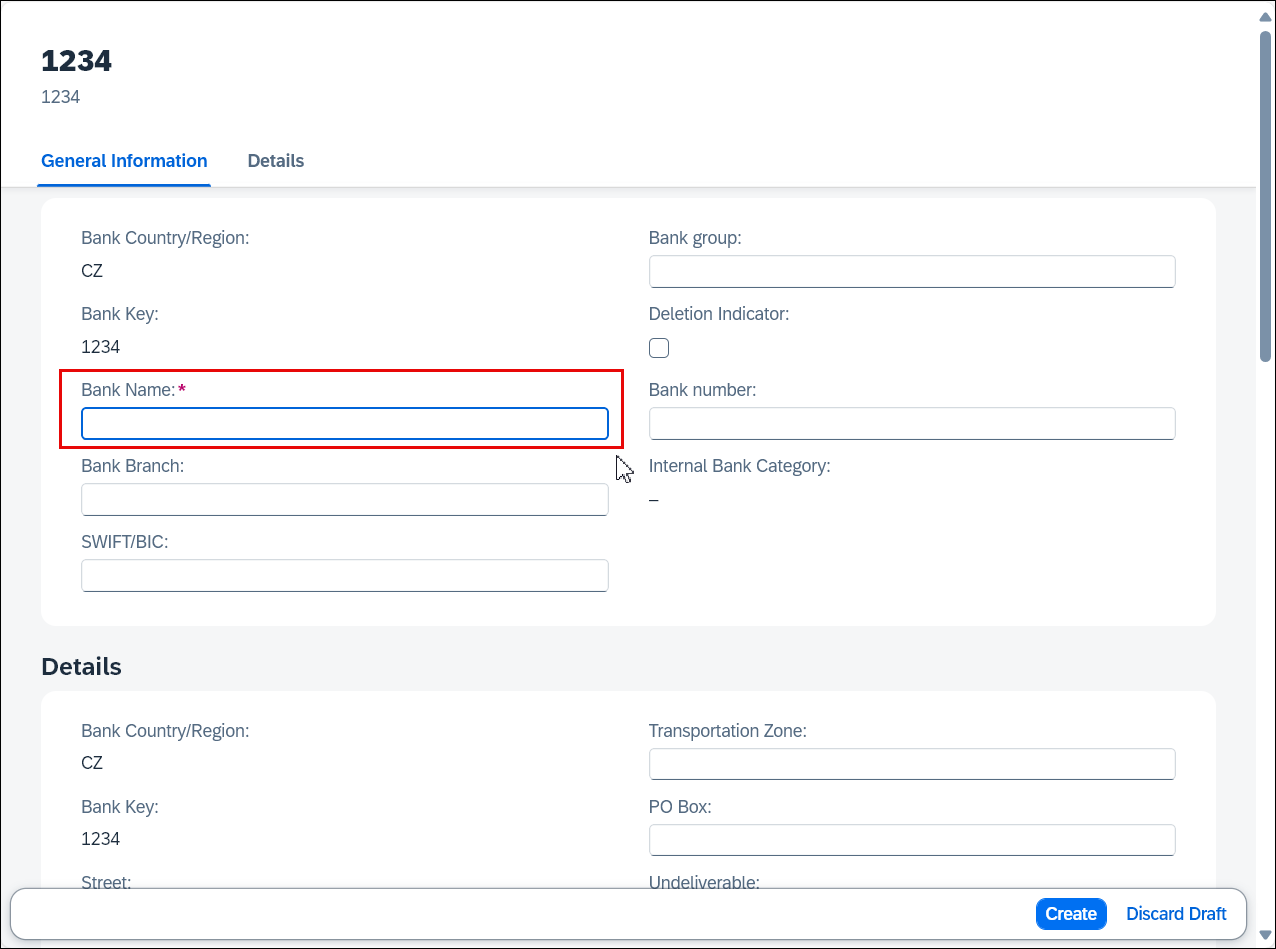 1234
1234
General Information Details
Bank Country/Region:
CZ
Bank Key:
1234
Bank Name:*
Bank Branch:
SWIFT/BIC:
Bank group:
Deletion Indicator:
Bank number:
Internal Bank Category:
–
Details
Bank Country/Region:
CZ
Bank Key:
1234
Street:
Transportation Zone:
PO Box:
Undeliverable:
Create Discard Draft